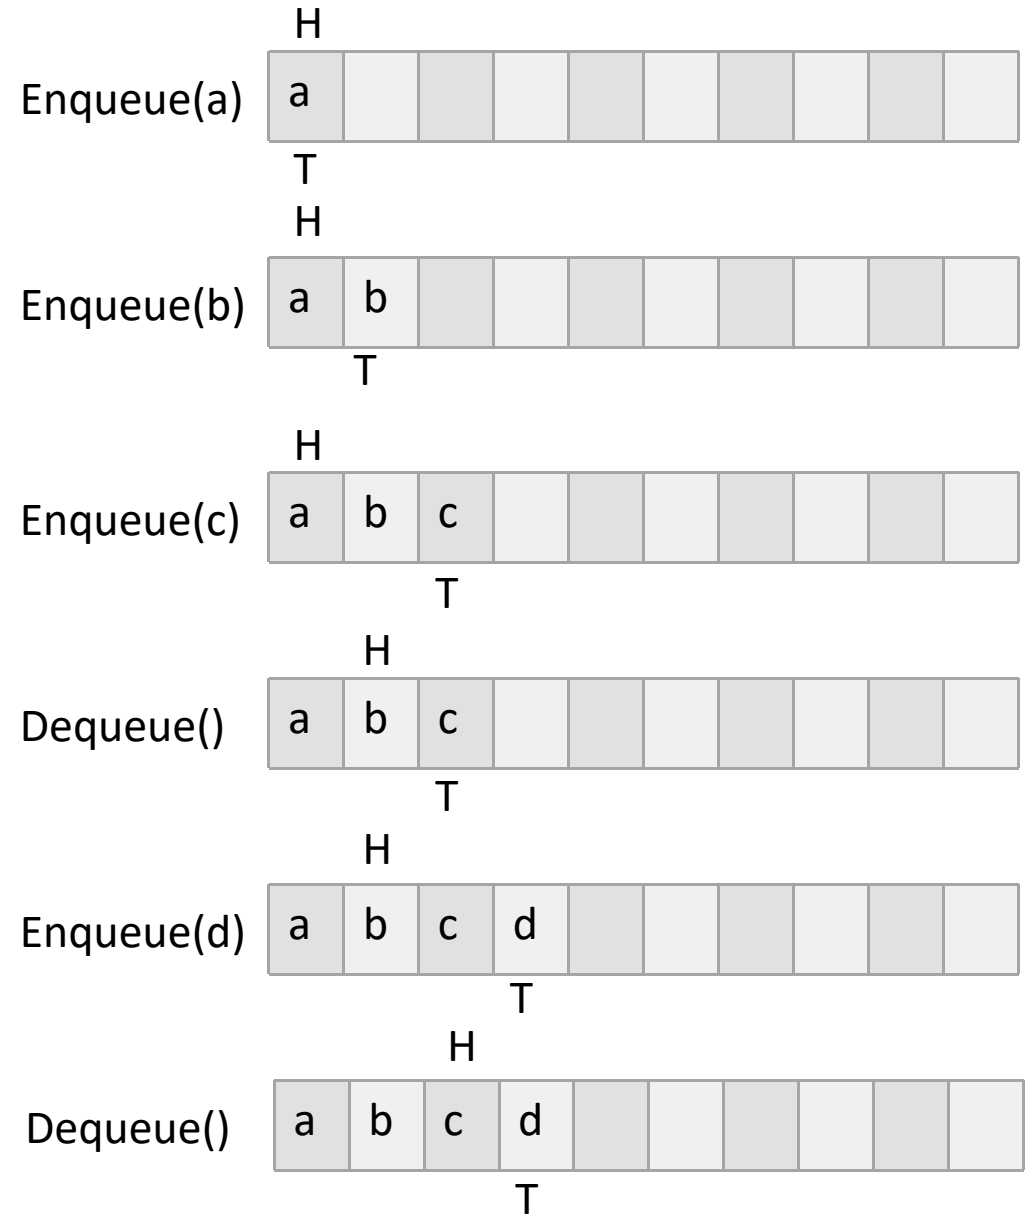 H
Enqueue(a) a
T
H
Enqueue(b) a b
T
H
Enqueue(c) a b c
T
H
Dequeue() a b c
T
H
Enqueue(d) a b c d
T
H
Dequeue() a b c d
T